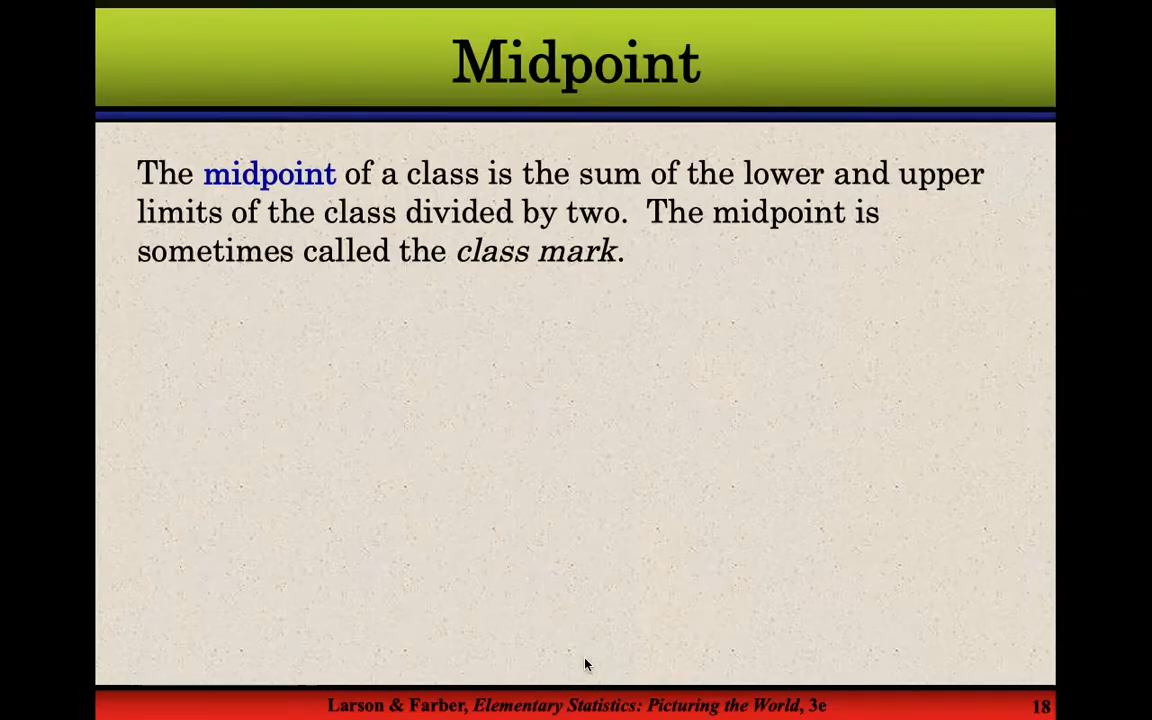 Midpoint
The midpoint of a class is the sum of the lower and upper
limits of the class divided by two. The midpoint is
sometimes called the class mark.
Larson & Farber, Elementary Statistics: Picturing the World, 3e
18